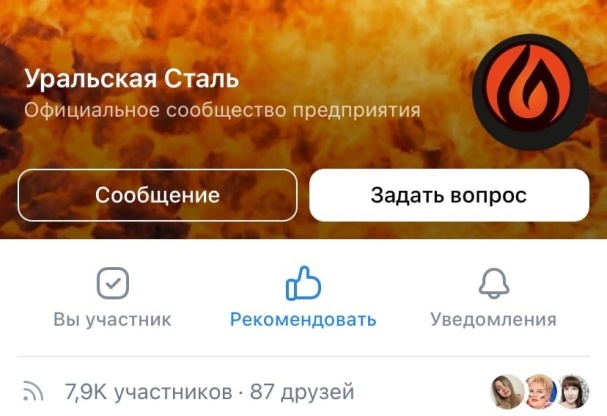 Уральская Сталь
Официальное сообщество предприятия
Сообщение
Задать вопрос
Вы участник
Рекомендовать
Уведомления
7,9K участников · 87 друзей